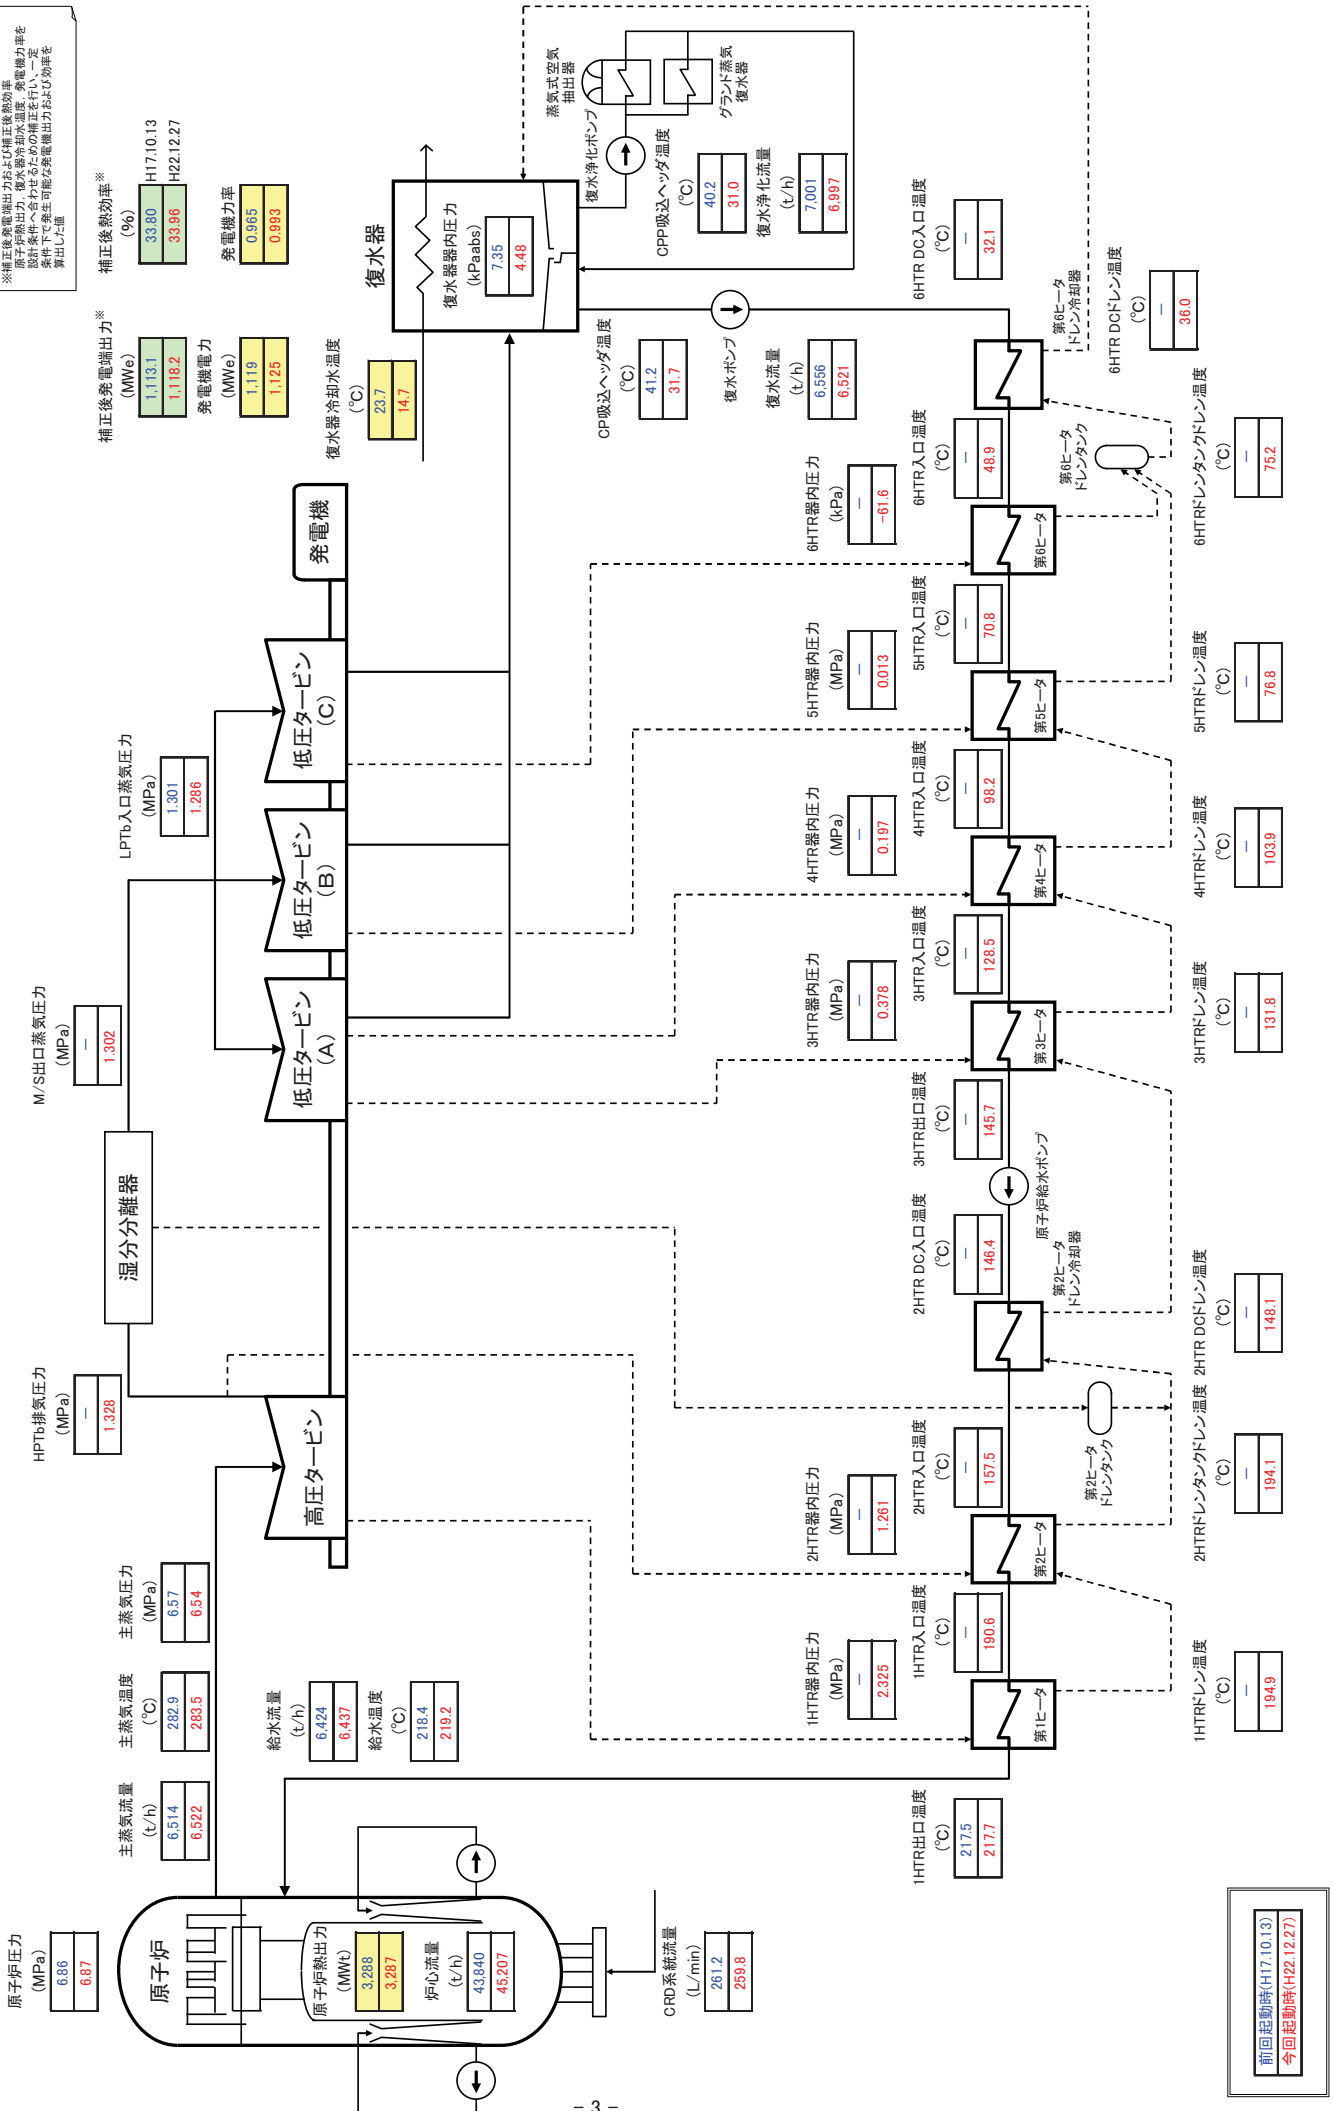 原子炉圧力
(MPa)
6.86
6.87
主蒸気流量
(t/h)
6,514
6,522
主蒸気温度
(℃)
282.9
283.5
主蒸気圧力
(MPa)
6.57
6.54
HPTb排気圧力
(MPa)
－
1.328
M/S出口蒸気圧力
(MPa)
－
1.302
LPTb入口蒸気圧力
(MPa)
1.301
1.286
補正後発電端出力※
(MWe)
1,113.1
1,118.2
補正後熱効率※
(%)
33.80 H17.10.13
33.96 H22.12.27
※補正後発電端出力および補正後熱効率
原子炉熱出力、復水器冷却水温度、発電機力率を
設計条件へ合わせるための補正を行い、一定
条件下で発生可能な発電機出力および効率を
算出した値
発電機電力
(MWe)
1,119
1,125
発電機力率
0.965
0.993
原子炉
原子炉熱出力
(MWt)
3,288
3,287
炉心流量
(t/h)
43,840
45,207
CRD系統流量
(L/min)
261.2
259.8
給水流量
(t/h)
6,424
6,437
給水温度
(℃)
218.4
219.2
高圧タービン
湿分分離器
低圧タービン
(A)
低圧タービン
(B)
低圧タービン
(C)
発電機
復水器冷却水温度
(℃)
23.7
14.7
復水器
復水器器内圧力
(kPaabs)
7.35
4.48
蒸気式空気
抽出器
グランド蒸気
復水器
復水浄化ポンプ
CPP吸込ヘッダ温度
(℃)
40.2
31.0
復水浄化流量
(t/h)
7,001
6,997
CP吸込ヘッダ温度
(℃)
41.2
31.7
復水ポンプ
復水流量
(t/h)
6,556
6,521
1HTR器内圧力
(MPa)
－
2.325
2HTR器内圧力
(MPa)
－
1.261
3HTR器内圧力
(MPa)
－
0.378
4HTR器内圧力
(MPa)
－
0.197
5HTR器内圧力
(MPa)
－
0.013
6HTR器内圧力
(kPa)
－
-61.6
1HTR出口温度
(℃)
217.5
217.7
1HTR入口温度
(℃)
－
190.6
2HTR入口温度
(℃)
－
157.5
2HTR DC入口温度
(℃)
－
146.4
3HTR出口温度
(℃)
－
145.7
3HTR入口温度
(℃)
－
128.5
4HTR入口温度
(℃)
－
98.2
5HTR入口温度
(℃)
－
70.8
6HTR入口温度
(℃)
－
48.9
6HTR DC入口温度
(℃)
－
32.1
第1ヒータ
第2ヒータ
第2ヒータ
ドレンタンク
第2ヒータ
ドレン冷却器
原子炉給水ポンプ
第3ヒータ
第4ヒータ
第5ヒータ
第6ヒータ
第6ヒータ
ドレンタンク
第6ヒータ
ドレン冷却器
1HTRドレン温度
(℃)
－
194.9
2HTRドレンタンクドレン温度
(℃)
－
194.1
2HTR DCドレン温度
(℃)
－
148.1
3HTRドレン温度
(℃)
－
131.8
4HTRドレン温度
(℃)
－
103.9
5HTRドレン温度
(℃)
－
76.8
6HTRドレンタンクドレン温度
(℃)
－
75.2
6HTR DCドレン温度
(℃)
－
36.0
前回起動時(H17.10.13)
今回起動時(H22.12.27)
- 3 -